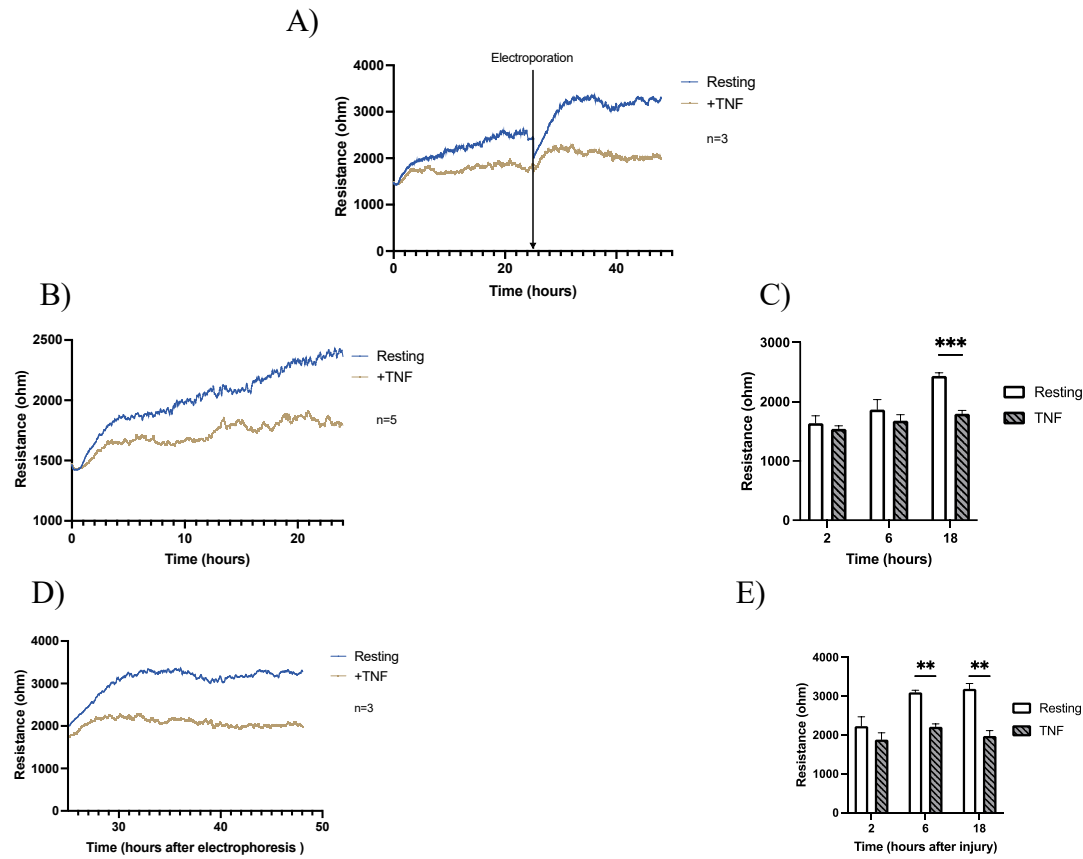 A)
Electroporation
4000
3000
2000
1000
0
Resistance (ohm)
0 20 40
Time (hours)
Resting
+TNF
n=3
B)
2500
2000
1500
1000
Resistance (ohm)
0 10 20
Time (hours)
Resting
+TNF
n=5
C)
3000
2000
1000
0
Resistance (ohm)
***
2 6 18
Time (hours)
Resting
TNF
D)
4000
3000
2000
1000
0
Resistance (ohm)
30 40 50
Time (hours after electrophoresis )
Resting
+TNF
n=3
E)
4000
3000
2000
1000
0
Resistance (ohm)
** **
2 6 18
Time (hours after injury)
Resting
TNF